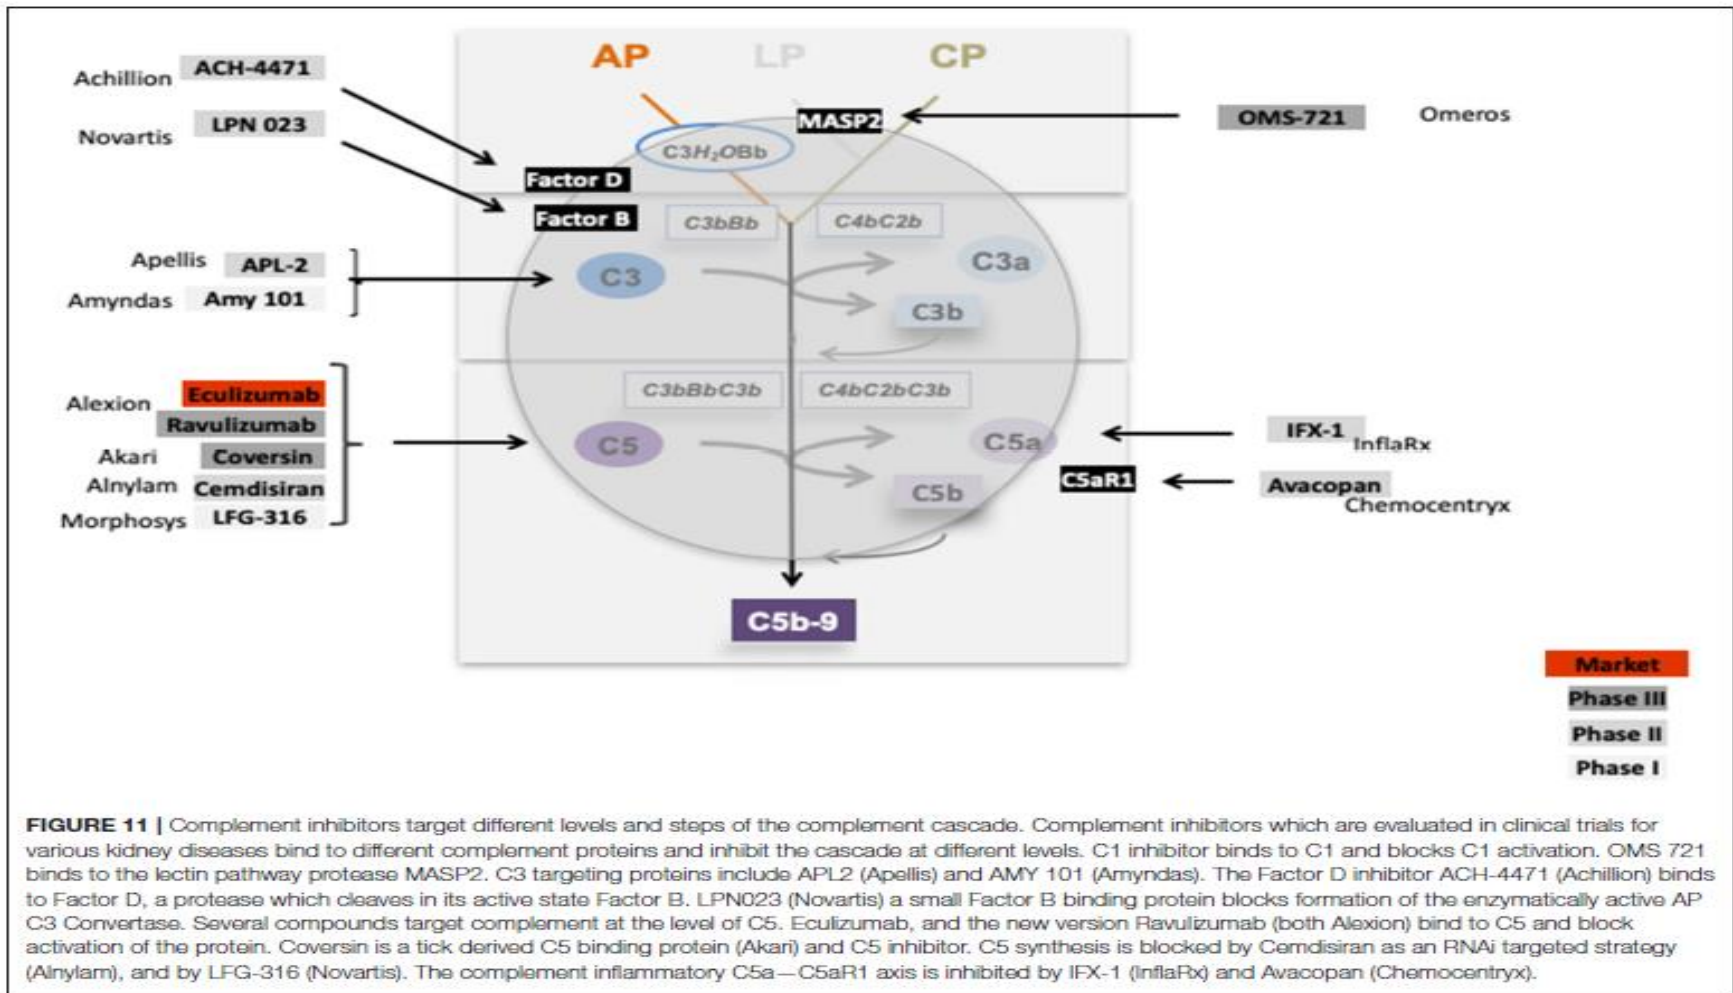 AP LP CP
Achillion ACH-4471
Novartis LPN 023
MASP2
OMS-721 Omeros
C3H₂OBb
Factor D
Factor B
C3bBb C4bC2b
Apellis APL-2
Amyndas Amy 101
C3 C3a
C3b
C3bBbC3b C4bC2bC3b
Alexion Eculizumab
Ravulizumab
Akari Coversin
Alnylam Cemdisiran
Morphosys LFG-316
C5 C5a
C5b
IFX-1 InflaRx
C5aR1
Avacopan
Chemocentryx
C5b-9
Market
Phase III
Phase II
Phase I
FIGURE 11 | Complement inhibitors target different levels and steps of the complement cascade. Complement inhibitors which are evaluated in clinical trials for
various kidney diseases bind to different complement proteins and inhibit the cascade at different levels. C1 inhibitor binds to C1 and blocks C1 activation. OMS 721
binds to the lectin pathway protease MASP2. C3 targeting proteins include APL2 (Apellis) and AMY 101 (Amyndas). The Factor D inhibitor ACH-4471 (Achillion) binds
to Factor D, a protease which cleaves in its active state Factor B. LPN023 (Novartis) a small Factor B binding protein blocks formation of the enzymatically active AP
C3 Convertase. Several compounds target complement at the level of C5. Eculizumab, and the new version Ravulizumab (both Alexion) bind to C5 and block
activation of the protein. Coversin is a tick derived C5 binding protein (Akari) and C5 inhibitor. C5 synthesis is blocked by Cemdisiran as an RNAi targeted strategy
(Alnylam), and by LFG-316 (Novartis). The complement inflammatory C5a—C5aR1 axis is inhibited by IFX-1 (InflaRx) and Avacopan (Chemocentryx).